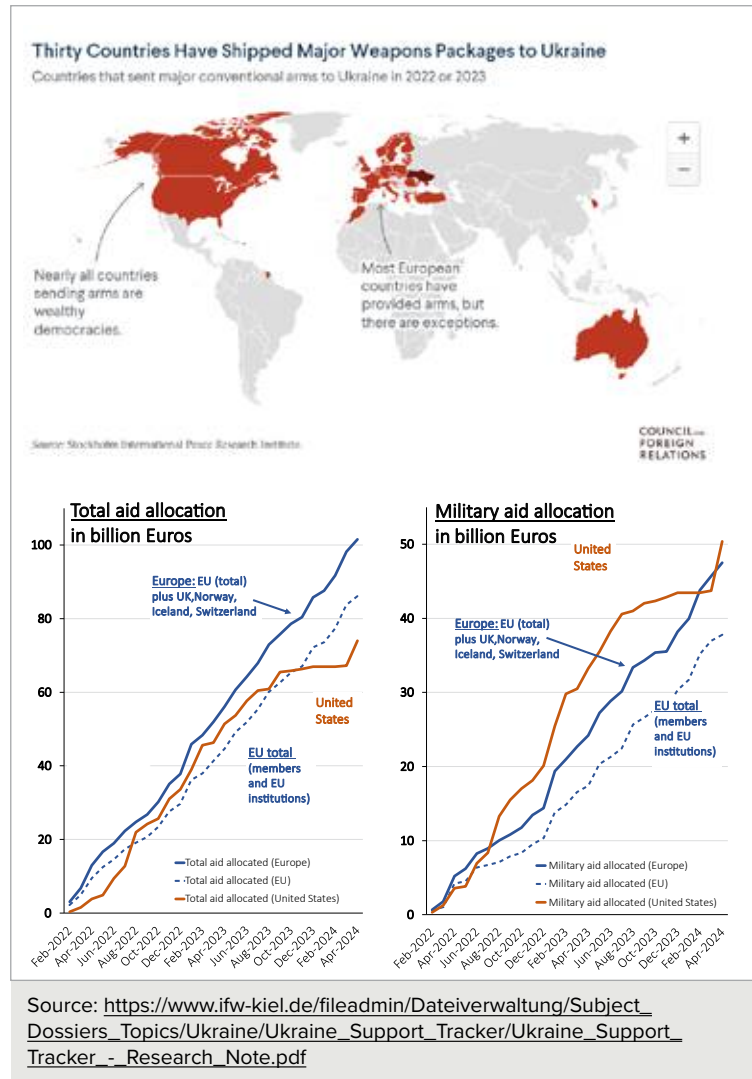 Thirty Countries Have Shipped Major Weapons Packages to Ukraine
Countries that sent major conventional arms to Ukraine in 2022 or 2023
+
−
Nearly all countries
sending arms are
wealthy
democracies.
Most European
countries have
provided arms, but
there are exceptions.
Source: Stockholm International Peace Research Institute.
COUNCIL on
FOREIGN
RELATIONS
Total aid allocation
in billion Euros
100
80
60
40
20
0
Europe: EU (total)
plus UK,Norway,
Iceland, Switzerland
United
States
EU total
(members
and EU
institutions)
Total aid allocated (Europe)
Total aid allocated (EU)
Total aid allocated (United States)
Feb-2022
Apr-2022
Jun-2022
Aug-2022
Oct-2022
Dec-2022
Feb-2023
Apr-2023
Jun-2023
Aug-2023
Oct-2023
Dec-2023
Feb-2024
Apr-2024
Military aid allocation
in billion Euros
50
40
30
20
10
0
United
States
Europe: EU (total)
plus UK,Norway,
Iceland, Switzerland
EU total
(members
and EU
institutions)
Military aid allocated (Europe)
Military aid allocated (EU)
Military aid allocated (United States)
Feb-2022
Apr-2022
Jun-2022
Aug-2022
Oct-2022
Dec-2022
Feb-2023
Apr-2023
Jun-2023
Aug-2023
Oct-2023
Dec-2023
Feb-2024
Apr-2024
Source: https://www.ifw-kiel.de/fileadmin/Dateiverwaltung/Subject_
Dossiers_Topics/Ukraine/Ukraine_Support_Tracker/Ukraine_Support_
Tracker_-_Research_Note.pdf